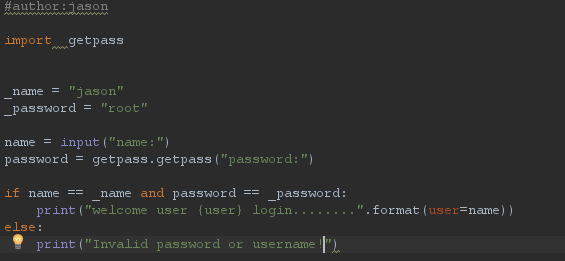 #author:jason
import  getpass
_name = "jason"
_password = "root"
name = input("name:")
password = getpass.getpass("password:")
if name == _name and password == _password:
    print("welcome user {user} login........".format(user=name))
else:
    print("Invalid password or username!")